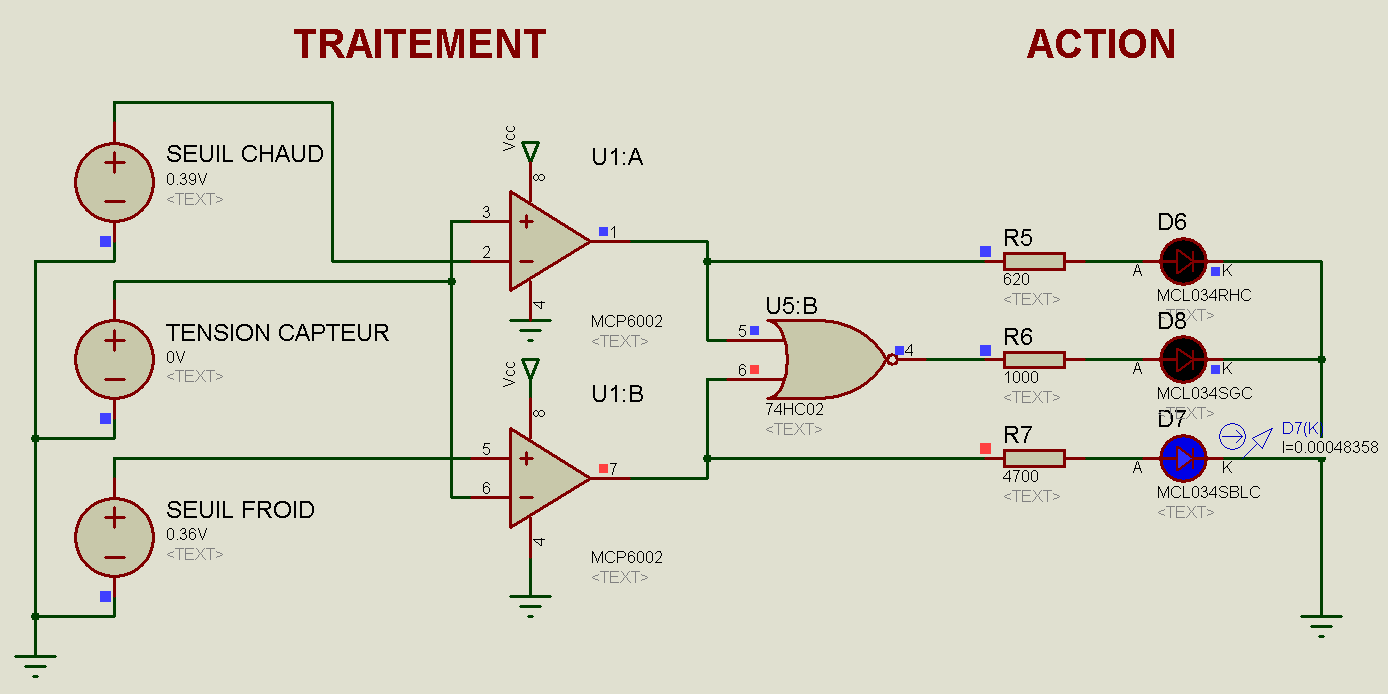 TRAITEMENT
ACTION
SEUIL CHAUD
0.39V
<TEXT>
TENSION CAPTEUR
0V
<TEXT>
SEUIL FROID
0.36V
<TEXT>
Vcc
8
U1:A
3
+
2
−
1
4
MCP6002
<TEXT>
Vcc
8
U1:B
5
+
6
−
7
4
MCP6002
<TEXT>
U5:B
5
6
4
74HC02
<TEXT>
R5
620
<TEXT>
D6
A
K
MCL034RHC
<TEXT>
R6
1000
<TEXT>
D8
A
K
MCL034SGC
<TEXT>
R7
4700
<TEXT>
D7
A
K
MCL034SBLC
<TEXT>
D7(K)
I=0.00048358